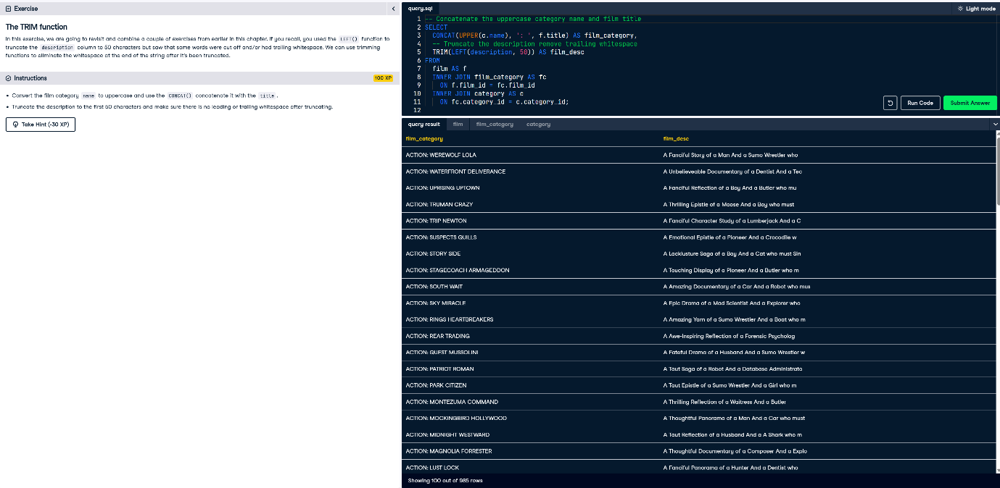 Exercise
The TRIM function
In this exercise, we are going to revisit and combine a couple of exercises from earlier in this chapter. If you recall, you used the LEFT() function to
truncate the description column to 50 characters but saw that some words were cut off and/or had trailing whitespace. We can use trimming
functions to eliminate the whitespace at the end of the string after it's been truncated.
Instructions
100 XP
Convert the film category name to uppercase and use the CONCAT() concatenate it with the title.
Truncate the description to the first 50 characters and make sure there is no leading or trailing whitespace after truncating.
Take Hint (-30 XP)
query.sql
Light mode
1 -- Concatenate the uppercase category name and film title
2 SELECT
3 CONCAT(UPPER(c.name), ': ', f.title) AS film_category,
4 -- Truncate the description remove trailing whitespace
5 TRIM(LEFT(description, 50)) AS film_desc
6 FROM
7 film AS f
8 INNER JOIN film_category AS fc
9 ON f.film_id = fc.film_id
10 INNER JOIN category AS c
11 ON fc.category_id = c.category_id;
12
Run Code
Submit Answer
query result film film_category category
film_category film_desc
ACTION: WEREWOLF LOLA A Fanciful Story of a Man And a Sumo Wrestler who
ACTION: WATERFRONT DELIVERANCE A Unbelieveable Documentary of a Dentist And a Tec
ACTION: UPRISING UPTOWN A Fanciful Reflection of a Boy And a Butler who mu
ACTION: TRUMAN CRAZY A Thrilling Epistle of a Moose And a Boy who must
ACTION: TRIP NEWTON A Fanciful Character Study of a Lumberjack And a C
ACTION: SUSPECTS QUILLS A Emotional Epistle of a Pioneer And a Crocodile w
ACTION: STORY SIDE A Lacklusture Saga of a Boy And a Cat who must Sin
ACTION: STAGECOACH ARMAGEDDON A Touching Display of a Pioneer And a Butler who m
ACTION: SOUTH WAIT A Amazing Documentary of a Car And a Robot who mus
ACTION: SKY MIRACLE A Epic Drama of a Mad Scientist And a Explorer who
ACTION: RINGS HEARTBREAKERS A Amazing Yarn of a Sumo Wrestler And a Boat who m
ACTION: REAR TRADING A Awe-Inspiring Reflection of a Forensic Psycholog
ACTION: QUEST MUSSOLINI A Fateful Drama of a Husband And a Sumo Wrestler w
ACTION: PATRIOT ROMAN A Taut Saga of a Robot And a Database Administrato
ACTION: PARK CITIZEN A Taut Epistle of a Sumo Wrestler And a Girl who m
ACTION: MONTEZUMA COMMAND A Thrilling Reflection of a Waitress And a Butler
ACTION: MOCKINGBIRD HOLLYWOOD A Thoughtful Panorama of a Man And a Car who must
ACTION: MIDNIGHT WESTWARD A Taut Reflection of a Husband And a A Shark who m
ACTION: MAGNOLIA FORRESTER A Thoughtful Documentary of a Composer And a Explo
ACTION: LUST LOCK A Fanciful Panorama of a Hunter And a Dentist who
Showing 100 out of 985 rows